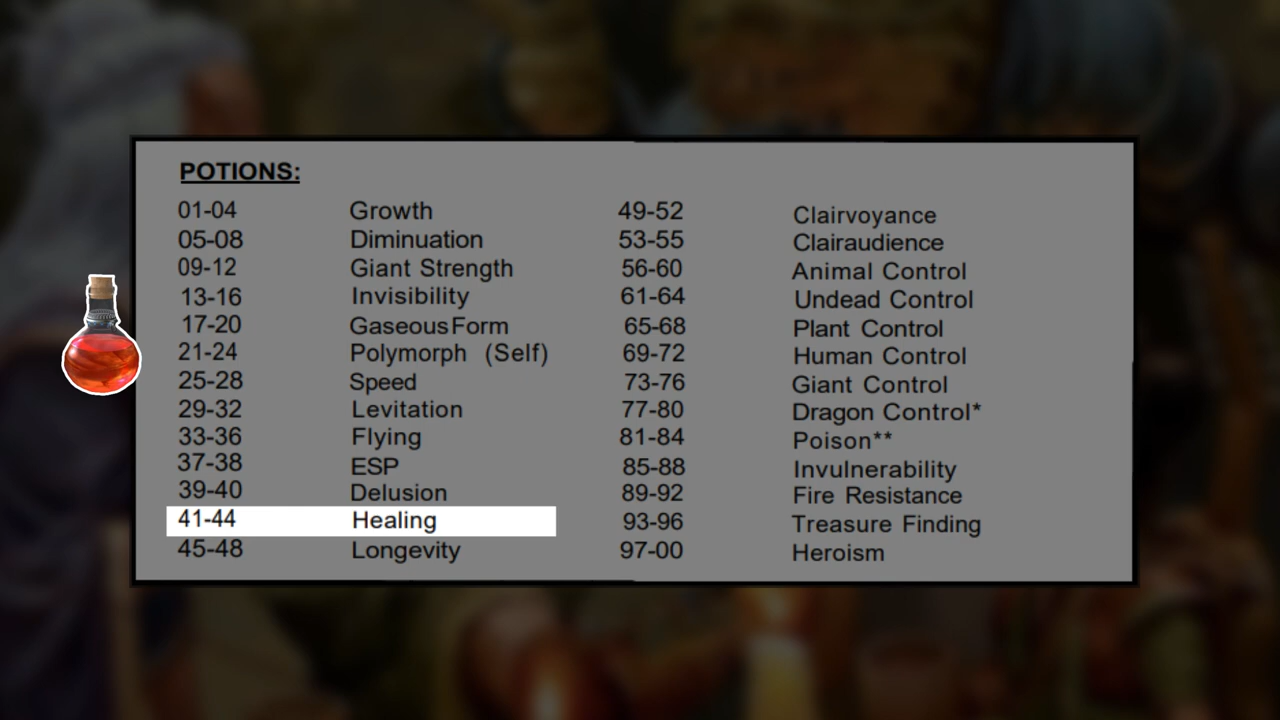 POTIONS:
01-04 Growth 49-52 Clairvoyance
05-08 Diminuation 53-55 Clairaudience
09-12 Giant Strength 56-60 Animal Control
13-16 Invisibility 61-64 Undead Control
17-20 Gaseous Form 65-68 Plant Control
21-24 Polymorph (Self) 69-72 Human Control
25-28 Speed 73-76 Giant Control
29-32 Levitation 77-80 Dragon Control*
33-36 Flying 81-84 Poison**
37-38 ESP 85-88 Invulnerability
39-40 Delusion 89-92 Fire Resistance
41-44 Healing 93-96 Treasure Finding
45-48 Longevity 97-00 Heroism